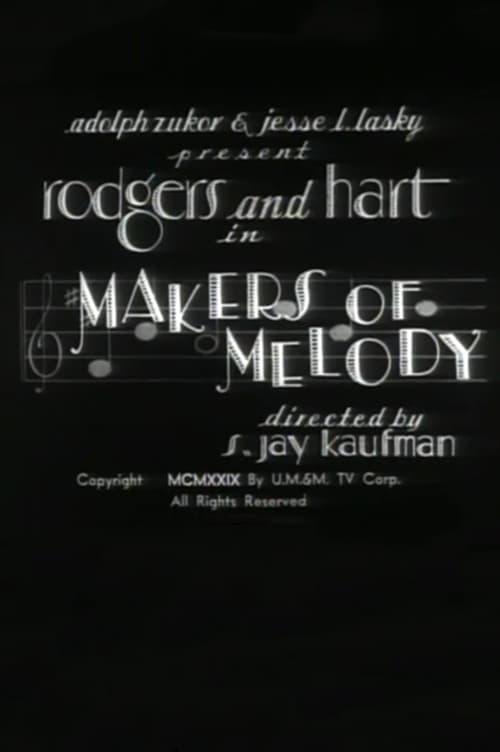 adolph zukor & jesse l. lasky
present
rodgers and hart
in
MAKERS OF
MELODY
directed by
s. jay kaufman
Copyright MCMXXIX By U.M.&M. TV Corp.
All Rights Reserved